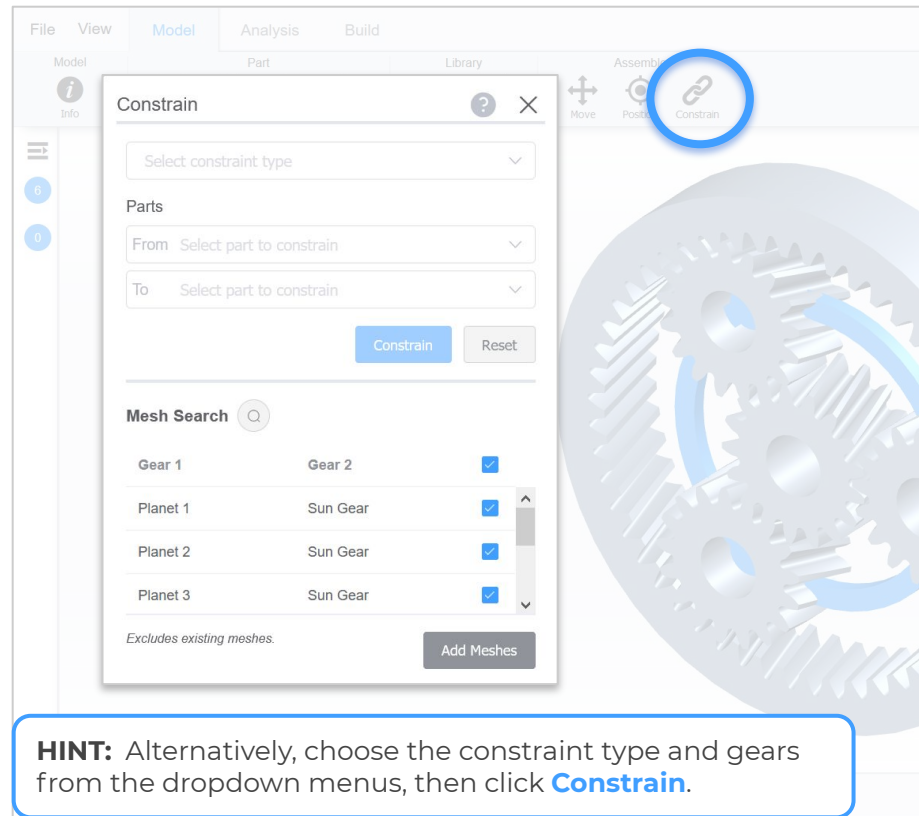 File View Model Analysis Build
Model Part Library Assembl
Info Move Positio Constrain
Constrain ?
Select constraint type
6
Parts
0
From Select part to constrain
To Select part to constrain
Constrain Reset
Mesh Search
Gear 1 Gear 2
Planet 1 Sun Gear
Planet 2 Sun Gear
Planet 3 Sun Gear
Excludes existing meshes.
Add Meshes
HINT: Alternatively, choose the constraint type and gears
from the dropdown menus, then click Constrain.